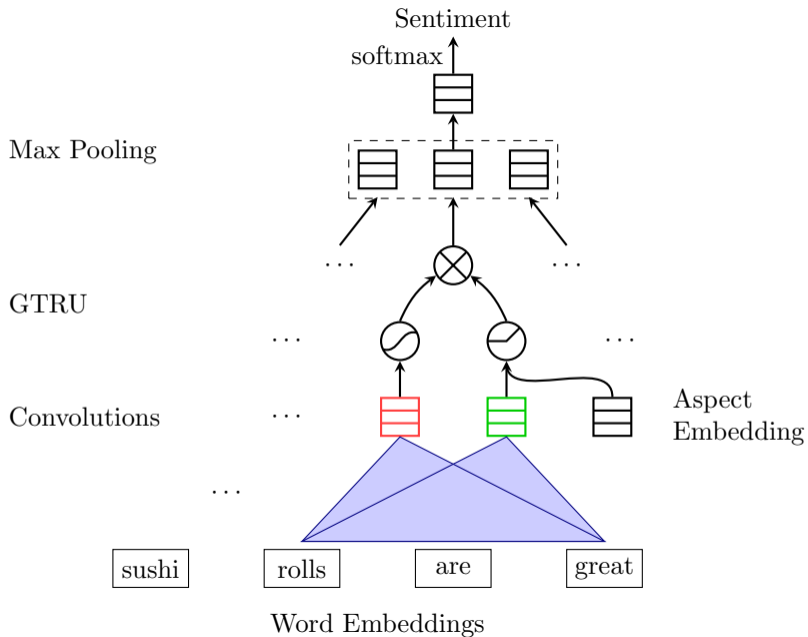 Sentiment
softmax
Max Pooling
. . .
. . .
GTRU
. . .
. . .
Convolutions
. . .
Aspect
Embedding
. . .
sushi
rolls
are
great
Word Embeddings